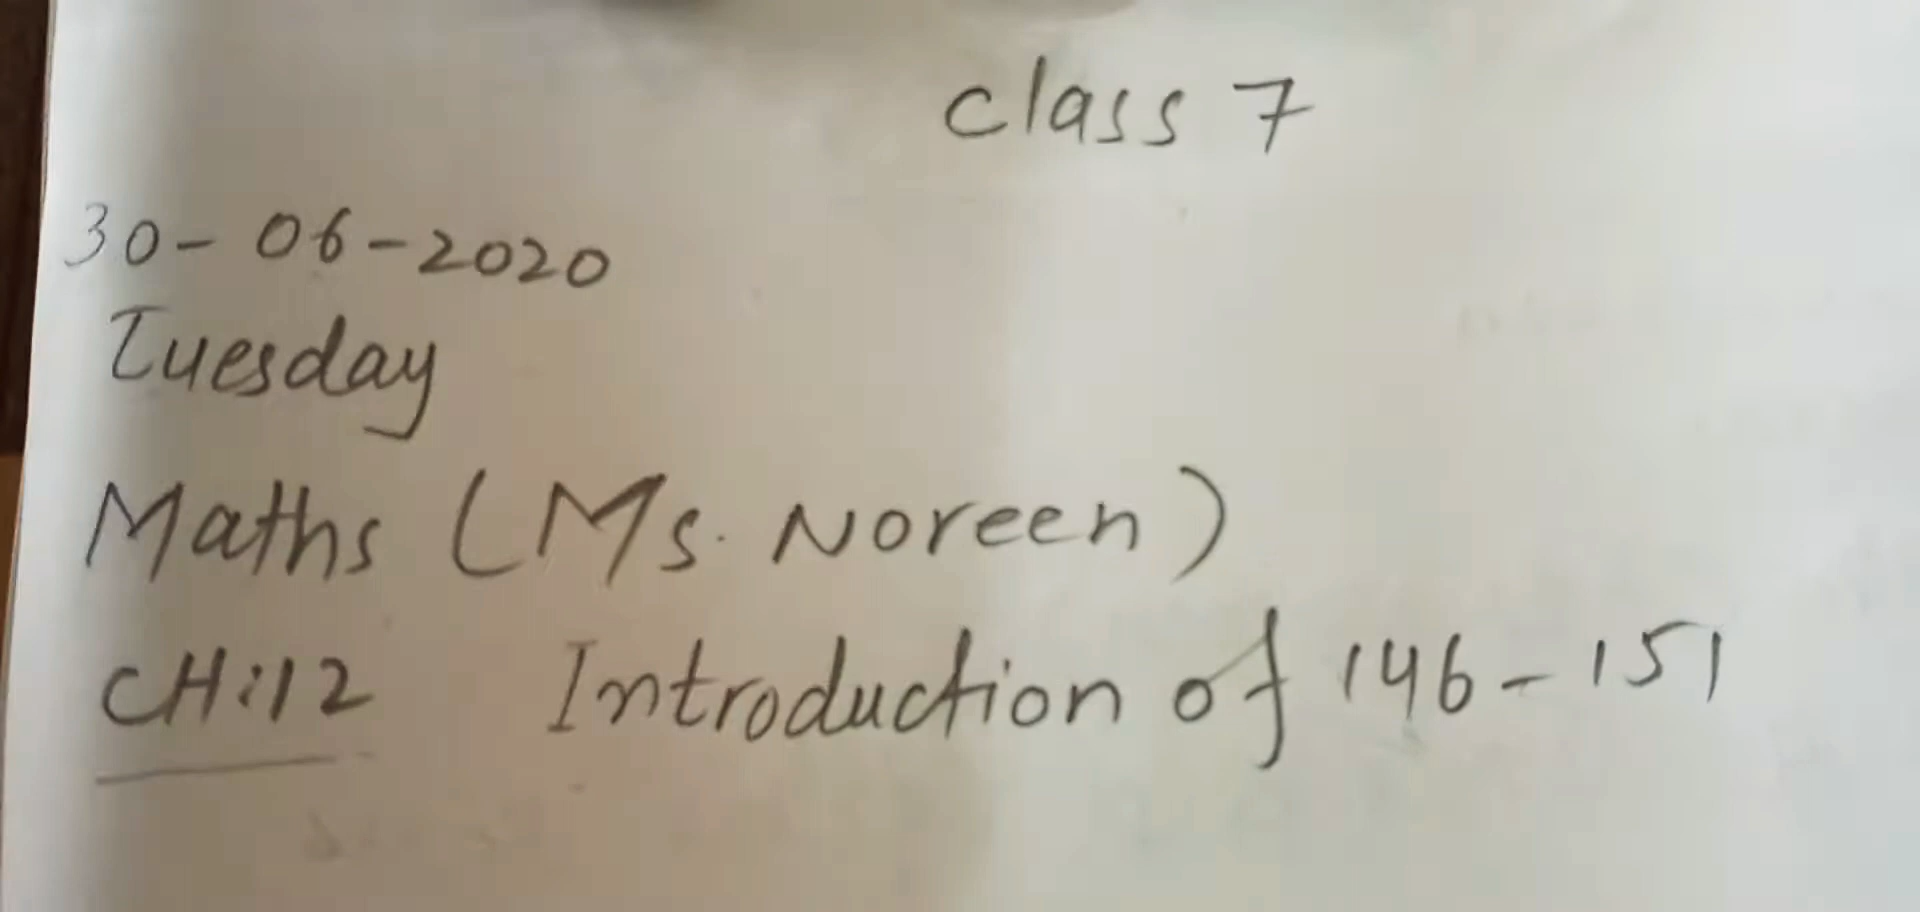 class 7
30-06-2020
Tuesday
Maths (Ms. Noreen)
CH:12 Introduction of 146-151